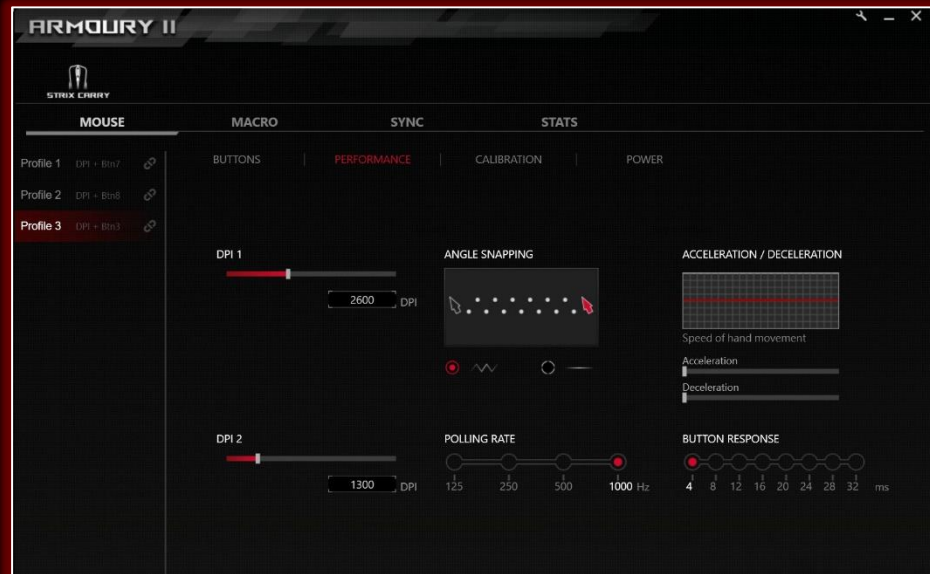 ARMOURY II
STRIX CARRY
MOUSE MACRO SYNC STATS
Profile 1 DPI + Btn7
Profile 2 DPI + Btn8
Profile 3 DPI + Btn3
BUTTONS PERFORMANCE CALIBRATION POWER
DPI 1
2600 DPI
ANGLE SNAPPING
ACCELERATION / DECELERATION
Speed of hand movement
Acceleration
Deceleration
DPI 2
1300 DPI
POLLING RATE
125 250 500 1000 Hz
BUTTON RESPONSE
4 8 12 16 20 24 28 32 ms